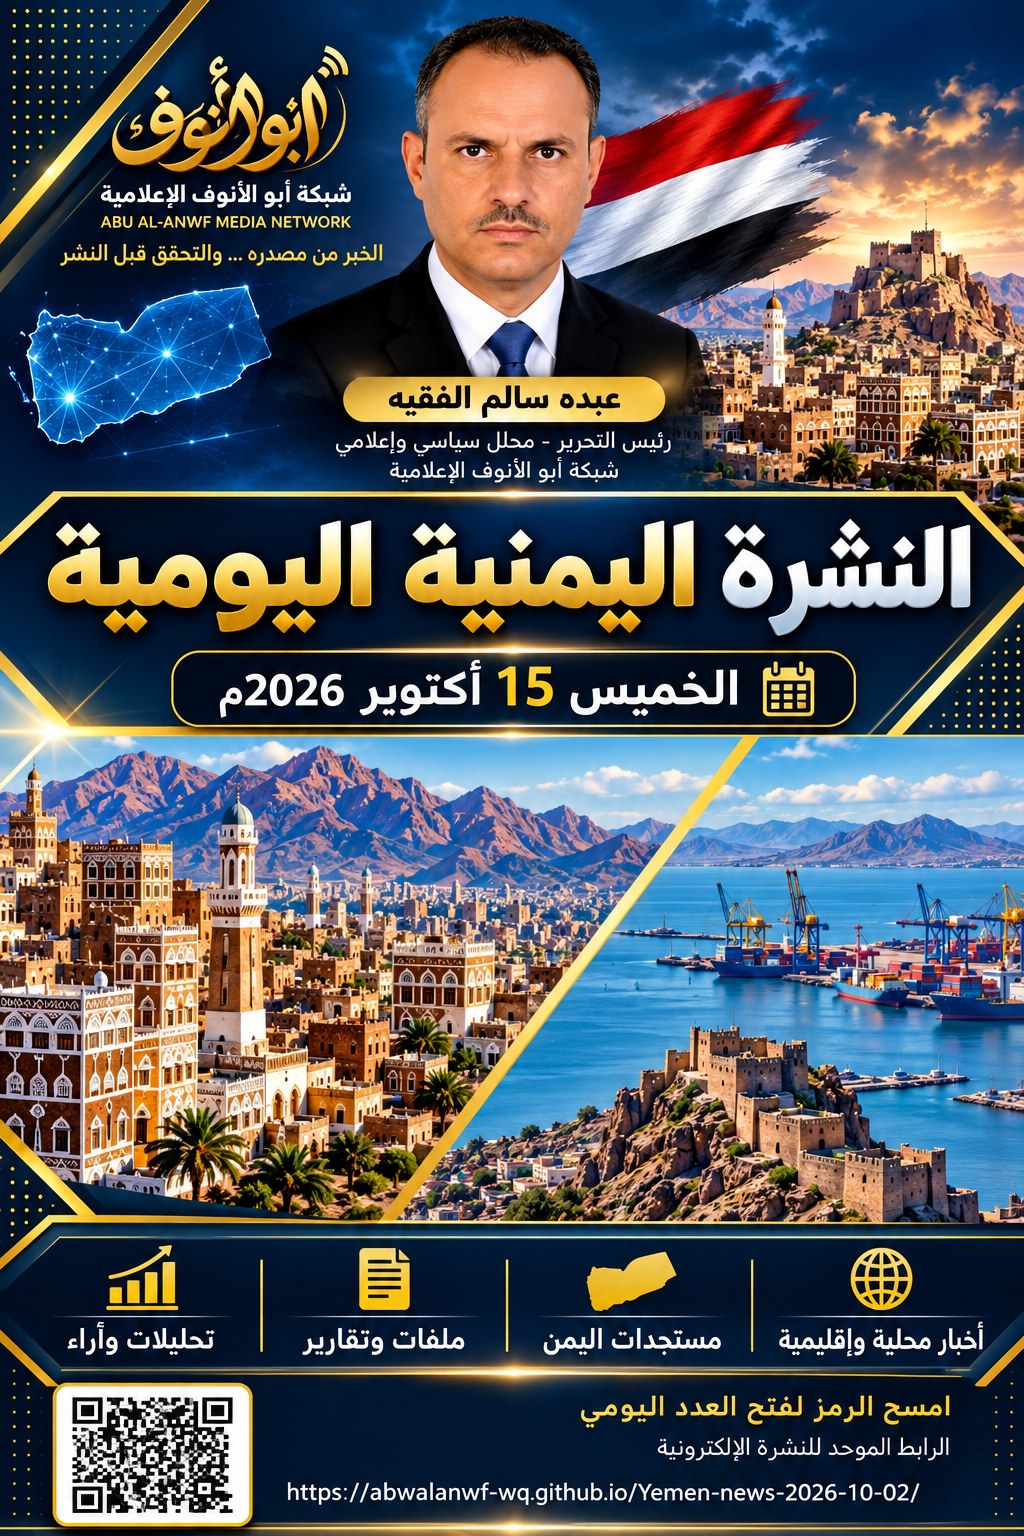 أبو الأنوف
شبكة أبو الأنوف الإعلامية
ABU AL-ANWF MEDIA NETWORK
الخبر من مصدره ... والتحقق قبل النشر
عبده سالم الفقيه
رئيس التحرير - محلل سياسي وإعلامي
شبكة أبو الأنوف الإعلامية
النشرة اليمنية اليومية
الخميس 15 أكتوبر 2026م
أخبار محلية وإقليمية
مستجدات اليمن
ملفات وتقارير
تحليلات وآراء
امسح الرمز لفتح العدد اليومي
الرابط الموحد للنشرة الإلكترونية
https://abwalanwf-wq.github.io/Yemen-news-2026-10-02/